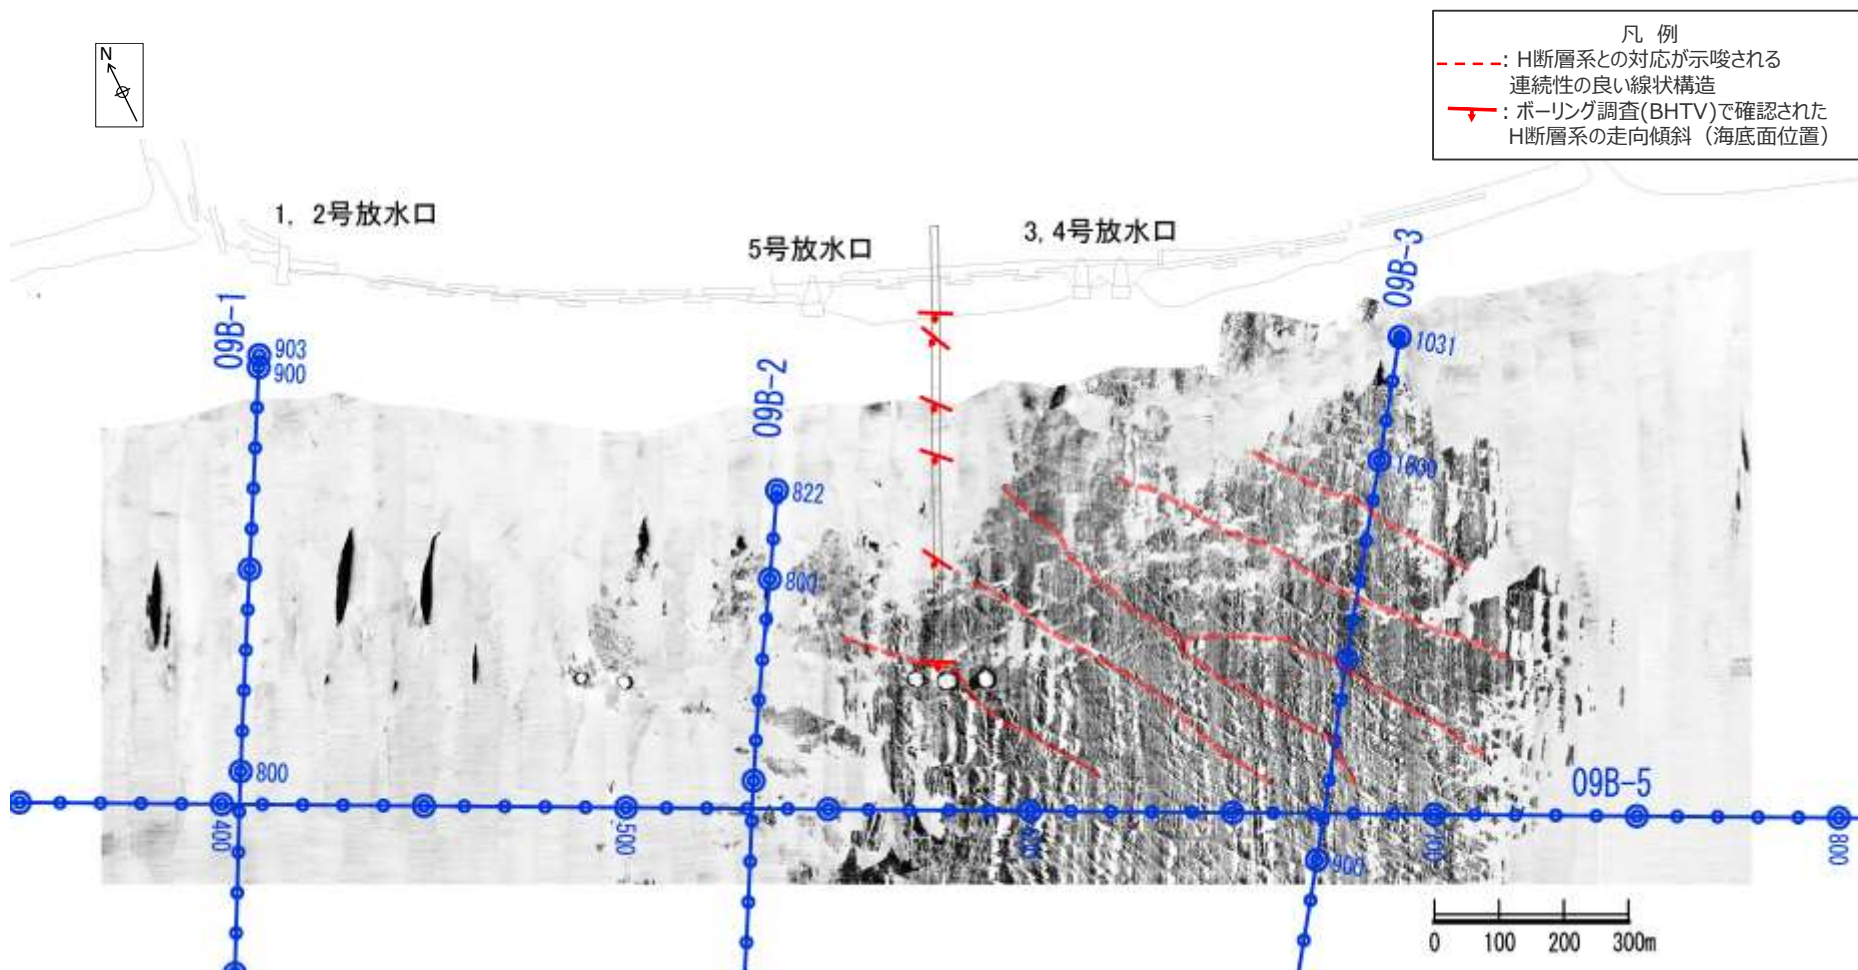 N
凡 例
: H断層系との対応が示唆される
連続性の良い線状構造
: ボーリング調査(BHTV)で確認された
H断層系の走向傾斜（海底面位置）
1, 2号放水口
5号放水口
3, 4号放水口
09B-1
903
900
09B-2
822
800
09B-3
1031
1000
800
09B-5
400
500
900
800
0 100 200 300m